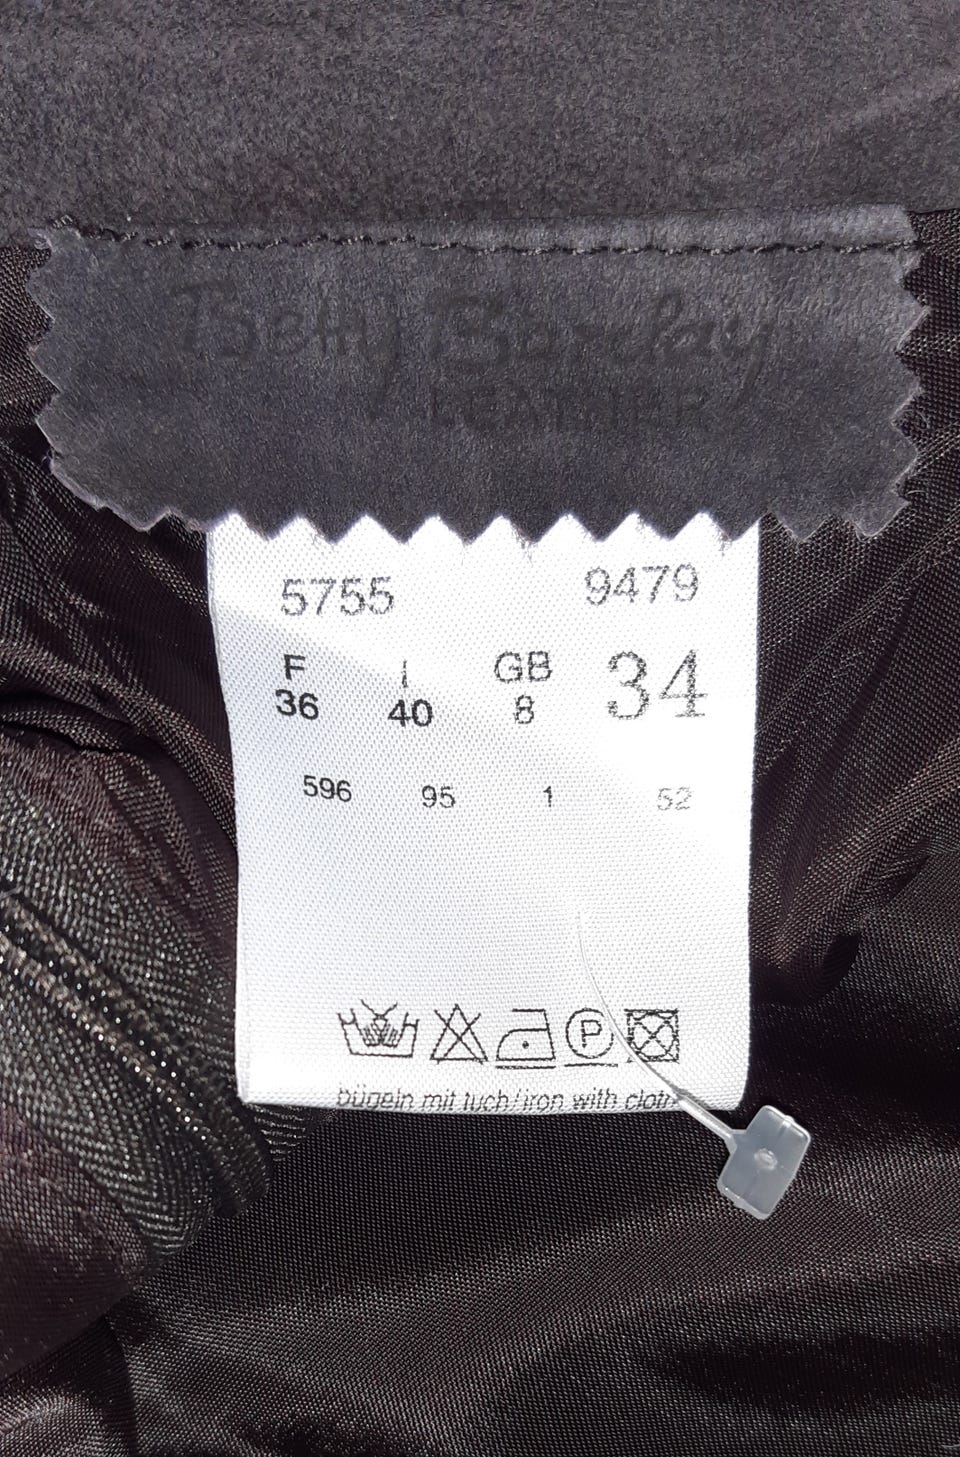 Betty Barclay
LEATHER
5755 9479
F I GB 34
36 40 8
596 95 1 52
P
bügeln mit tuch/iron with cloth